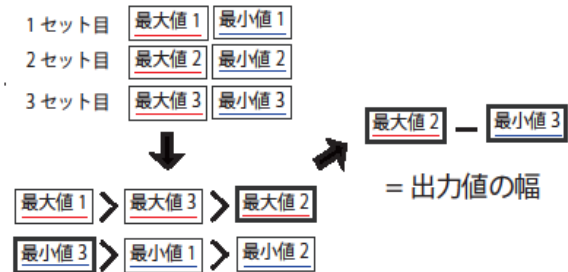 1セット目 最大値1 最小値1
2セット目 最大値2 最小値2
3セット目 最大値3 最小値3
最大値2 － 最小値3
= 出力値の幅
最大値1 > 最大値3 > 最大値2
最小値3 > 最小値1 > 最小値2